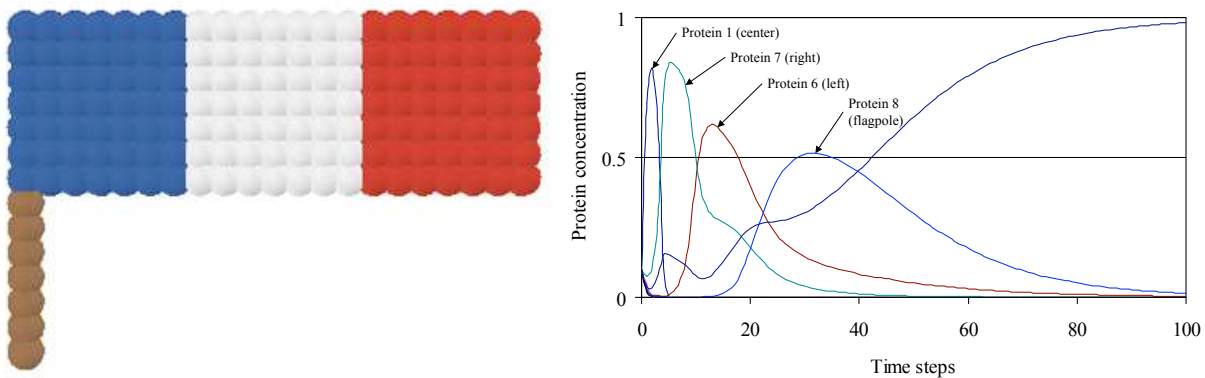 1
Protein 1 (center)
Protein 7 (right)
Protein 6 (left)
Protein 8
(flagpole)
0.5
Protein concentration
0
0 20 40 60 80 100
Time steps